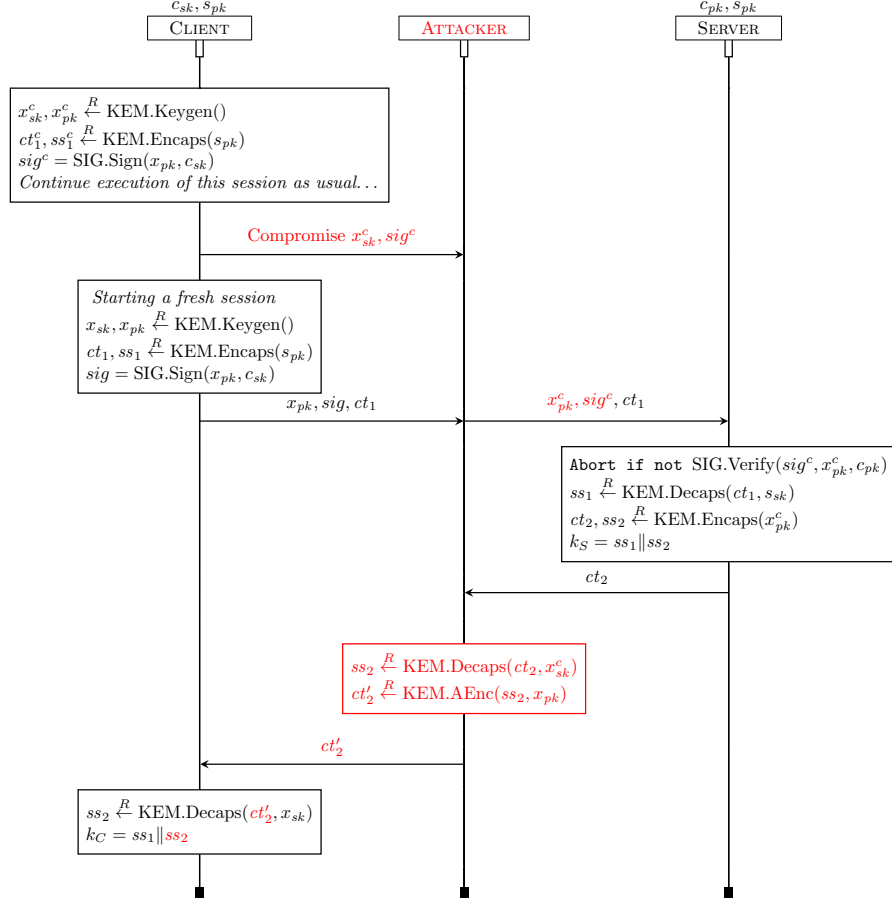 c_sk, s_pk
c_pk, s_pk
CLIENT
ATTACKER
SERVER
x^c_sk, x^c_pk ←R KEM.Keygen()
ct^c_1, ss^c_1 ←R KEM.Encaps(s_pk)
sig^c = SIG.Sign(x_pk, c_sk)
Continue execution of this session as usual...
Compromise x^c_sk, sig^c
Starting a fresh session
x_sk, x_pk ←R KEM.Keygen()
ct_1, ss_1 ←R KEM.Encaps(s_pk)
sig = SIG.Sign(x_pk, c_sk)
x_pk, sig, ct_1
x^c_pk, sig^c, ct_1
Abort if not SIG.Verify(sig^c, x^c_pk, c_pk)
ss_1 ←R KEM.Decaps(ct_1, s_sk)
ct_2, ss_2 ←R KEM.Encaps(x^c_pk)
k_S = ss_1‖ss_2
ct_2
ss_2 ←R KEM.Decaps(ct_2, x^c_sk)
ct′_2 ←R KEM.AEnc(ss_2, x_pk)
ct′_2
ss_2 ←R KEM.Decaps(ct′_2, x_sk)
k_C = ss_1‖ss_2